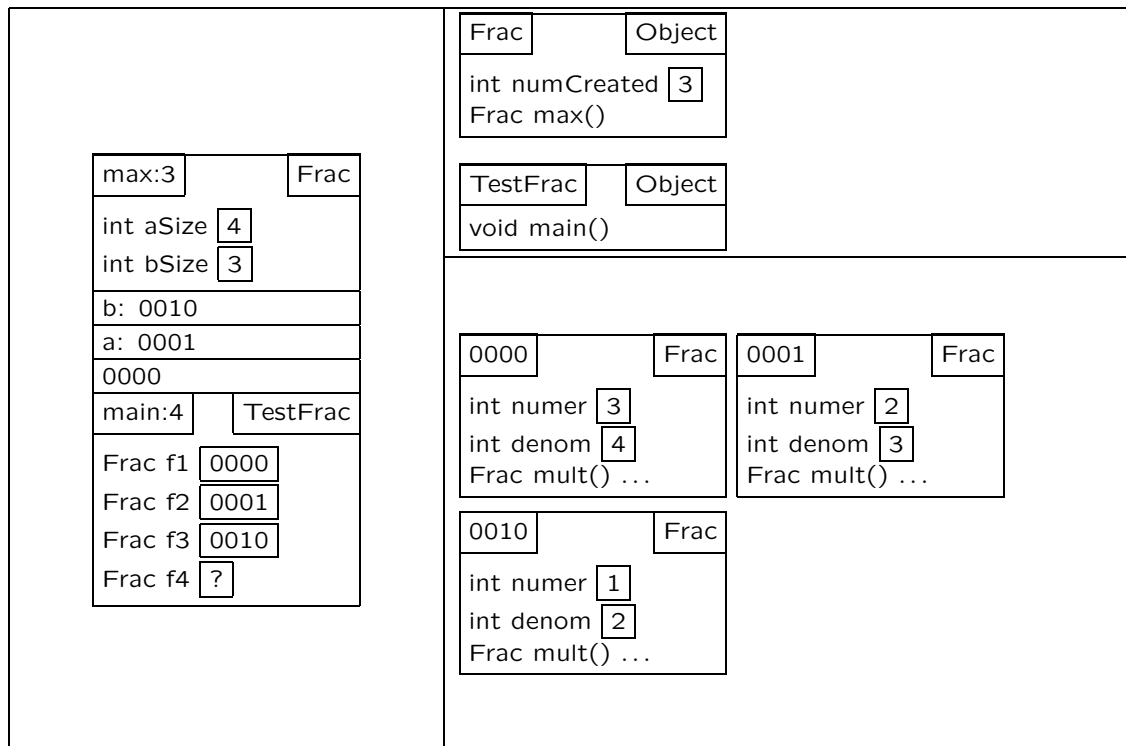 max:3 Frac
int aSize 4
int bSize 3
b: 0010
a: 0001
0000
main:4 TestFrac
Frac f1 0000
Frac f2 0001
Frac f3 0010
Frac f4 ?
Frac Object
int numCreated 3
Frac max()
TestFrac Object
void main()
0000 Frac
int numer 3
int denom 4
Frac mult() ...
0001 Frac
int numer 2
int denom 3
Frac mult() ...
0010 Frac
int numer 1
int denom 2
Frac mult() ...